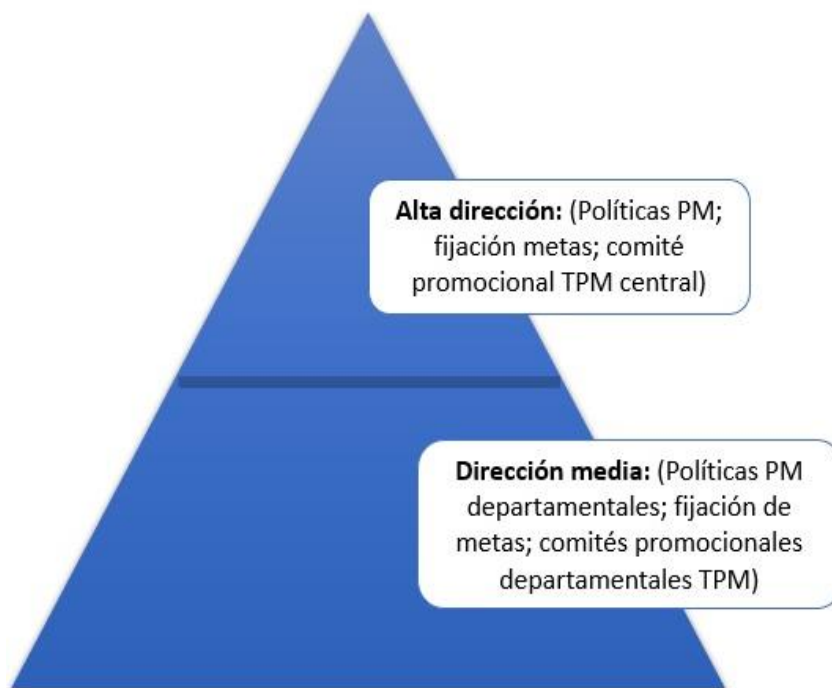 Alta dirección: (Políticas PM;
fijación metas; comité
promocional TPM central)
Dirección media: (Políticas PM
departamentales; fijación de
metas; comités promocionales
departamentales TPM)